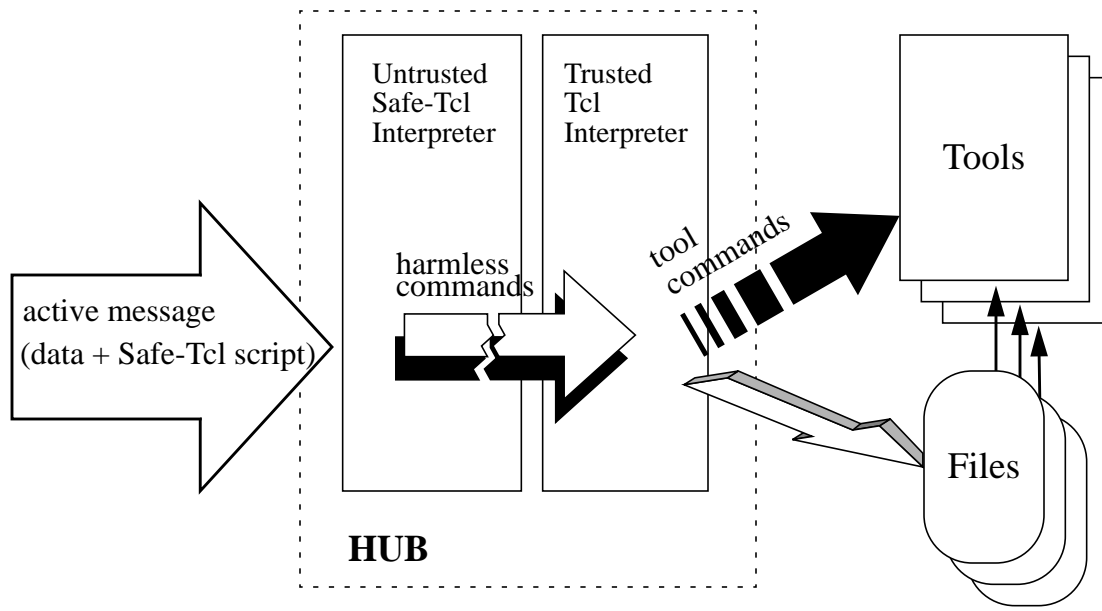 Untrusted
Safe-Tcl
Interpreter
Trusted
Tcl
Interpreter
Tools
tool
commands
harmless
commands
active message
(data + Safe-Tcl script)
Files
HUB